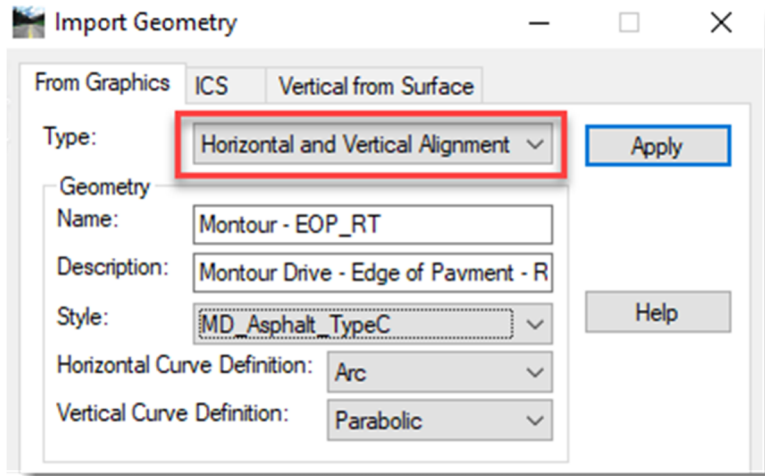 Import Geometry
From Graphics ICS Vertical from Surface
Type: Horizontal and Vertical Alignment Apply
Geometry
Name: Montour - EOP_RT
Description: Montour Drive - Edge of Pavment - R
Style: MD_Asphalt_TypeC Help
Horizontal Curve Definition: Arc
Vertical Curve Definition: Parabolic